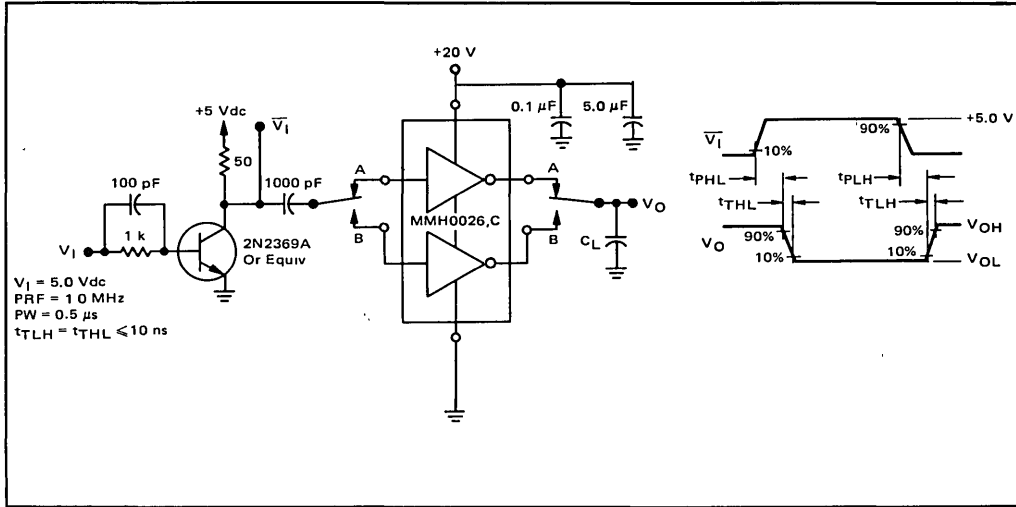 +20 V
+5 Vdc
V̅I
0.1 µF
5.0 µF
50
100 pF
1000 pF
A
A
1 k
MMH0026,C
VI
VO
2N2369A
Or Equiv
B
B
CL
VI = 5.0 Vdc
PRF = 1 0 MHz
PW = 0.5 µs
tTLH = tTHL ≤10 ns
+5.0 V
90%
V̅I
10%
tPHL
tPLH
tTHL
tTLH
VOH
90%
90%
VO
10%
10%
VOL